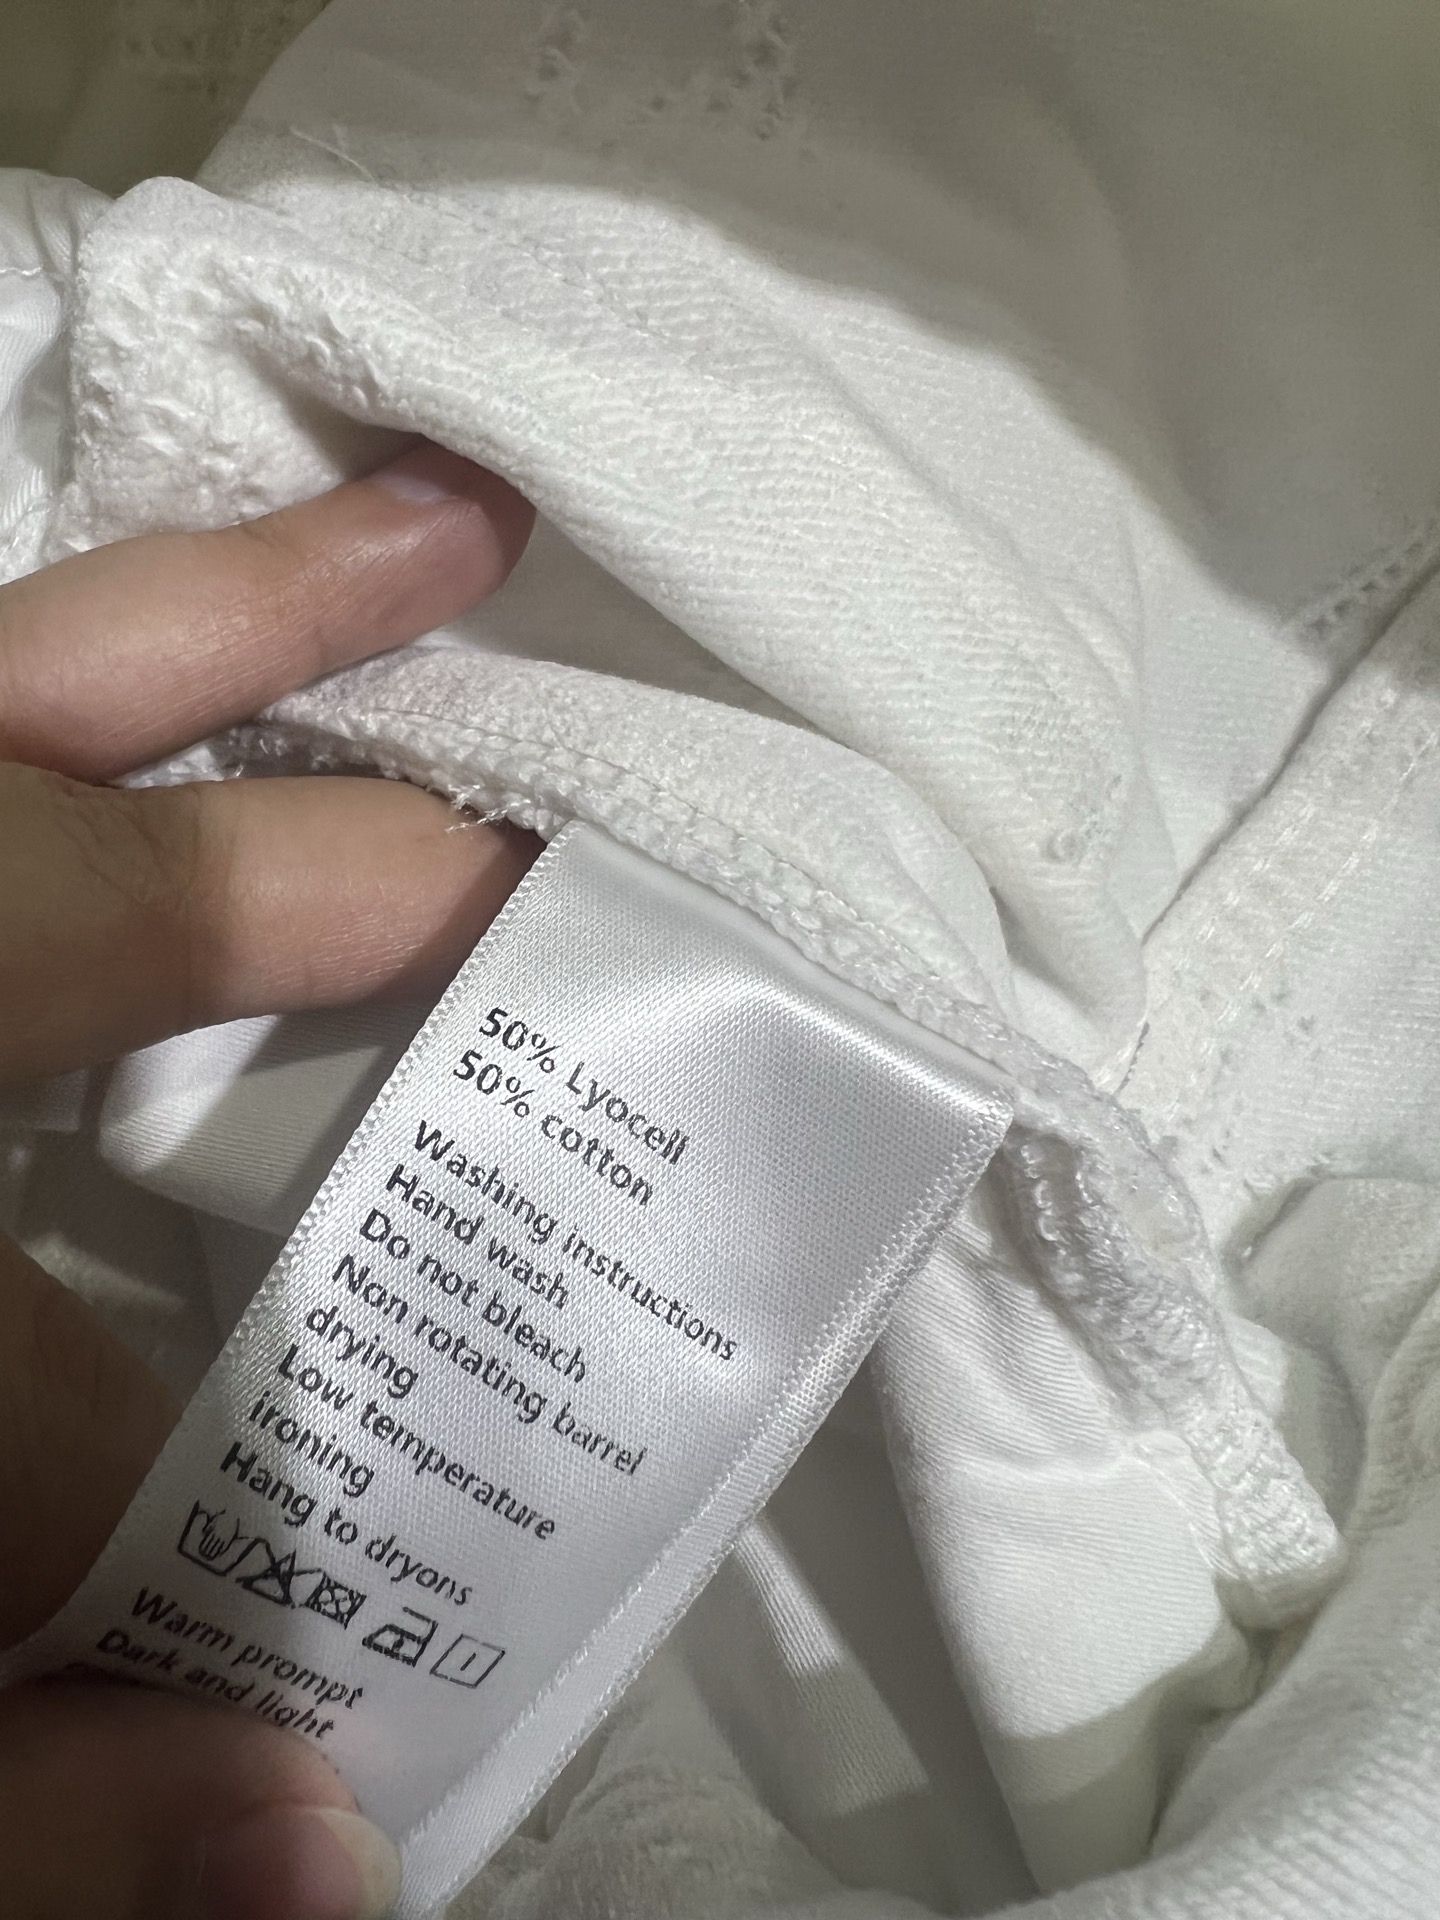 50% Lyocell
50% cotton
Washing instructions
Hand wash
Do not bleach
Non rotating barrel
drying
Low temperature
ironing
Hang to dryons
Warm prompt
Dark and light